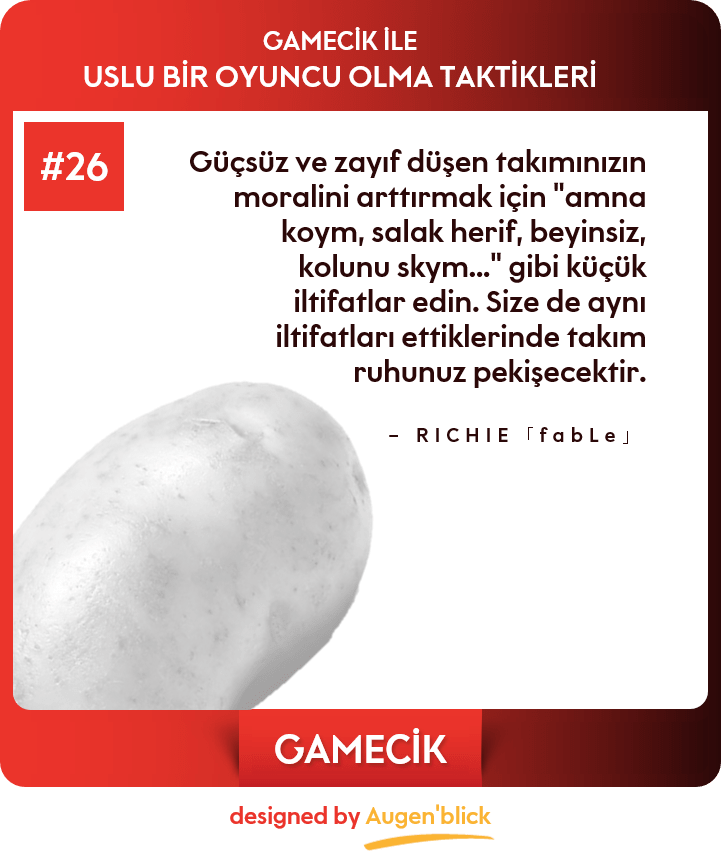 GAMECİK İLE
USLU BİR OYUNCU OLMA TAKTİKLERİ
#26
Güçsüz ve zayıf düşen takımınızın
moralini arttırmak için "amna
koym, salak herif, beyinsiz,
kolunu skym..." gibi küçük
iltifatlar edin. Size de aynı
iltifatları ettiklerinde takım
ruhunuz pekişecektir.
– RICHIE「fabLe」
GAMECİK
designed by Augen'blick